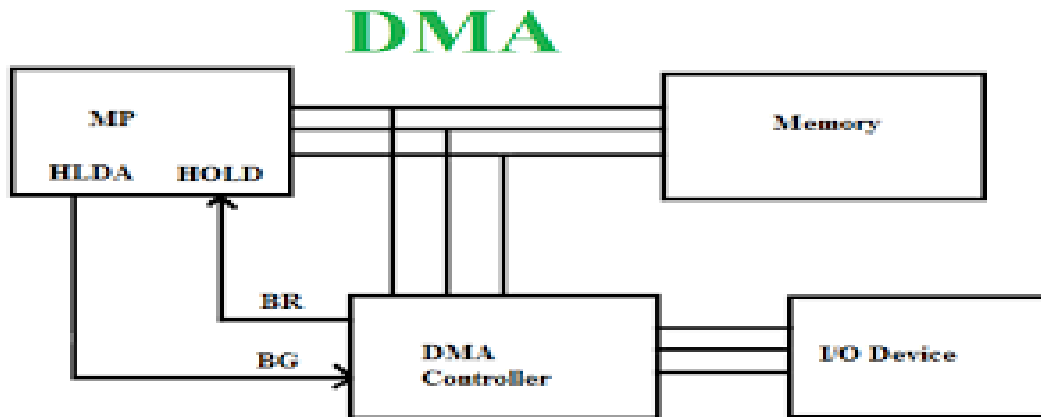 DMA
MP
Memory
HLDA HOLD
BR
BG
DMA
Controller
I/O Device